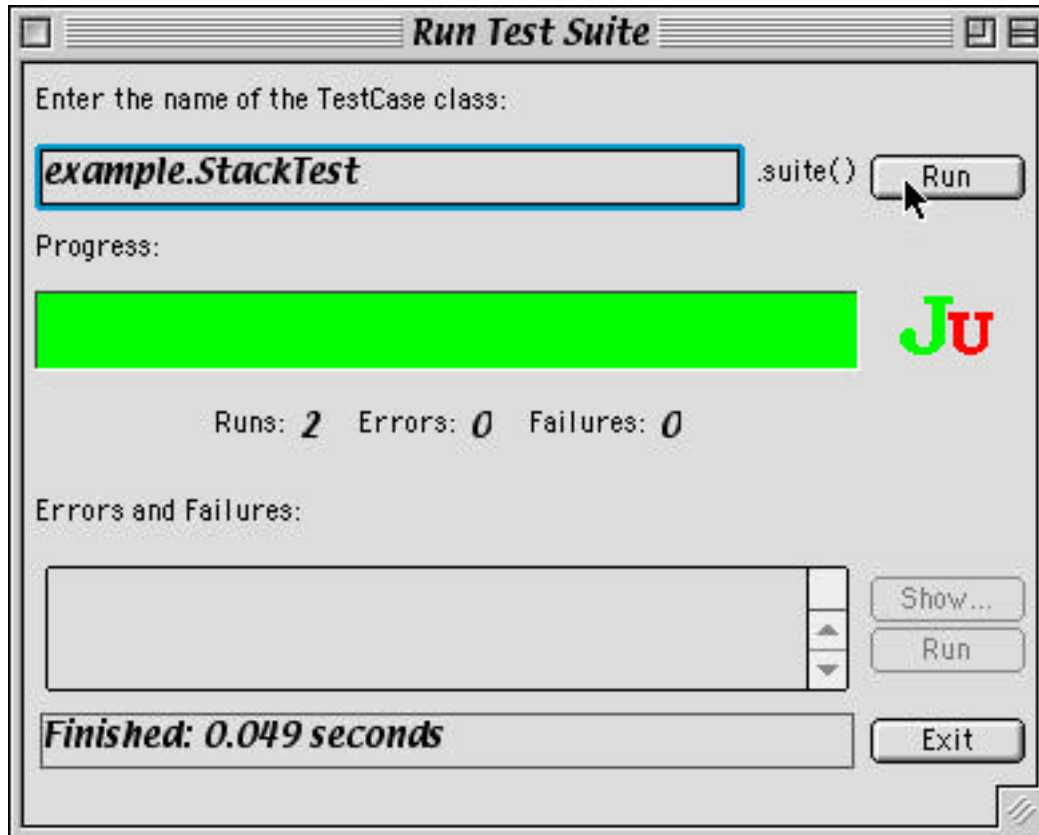 Run Test Suite
Enter the name of the TestCase class:
example.StackTest .suite() Run
Progress:
JU
Runs: 2 Errors: 0 Failures: 0
Errors and Failures:
Show...
Run
Finished: 0.049 seconds Exit